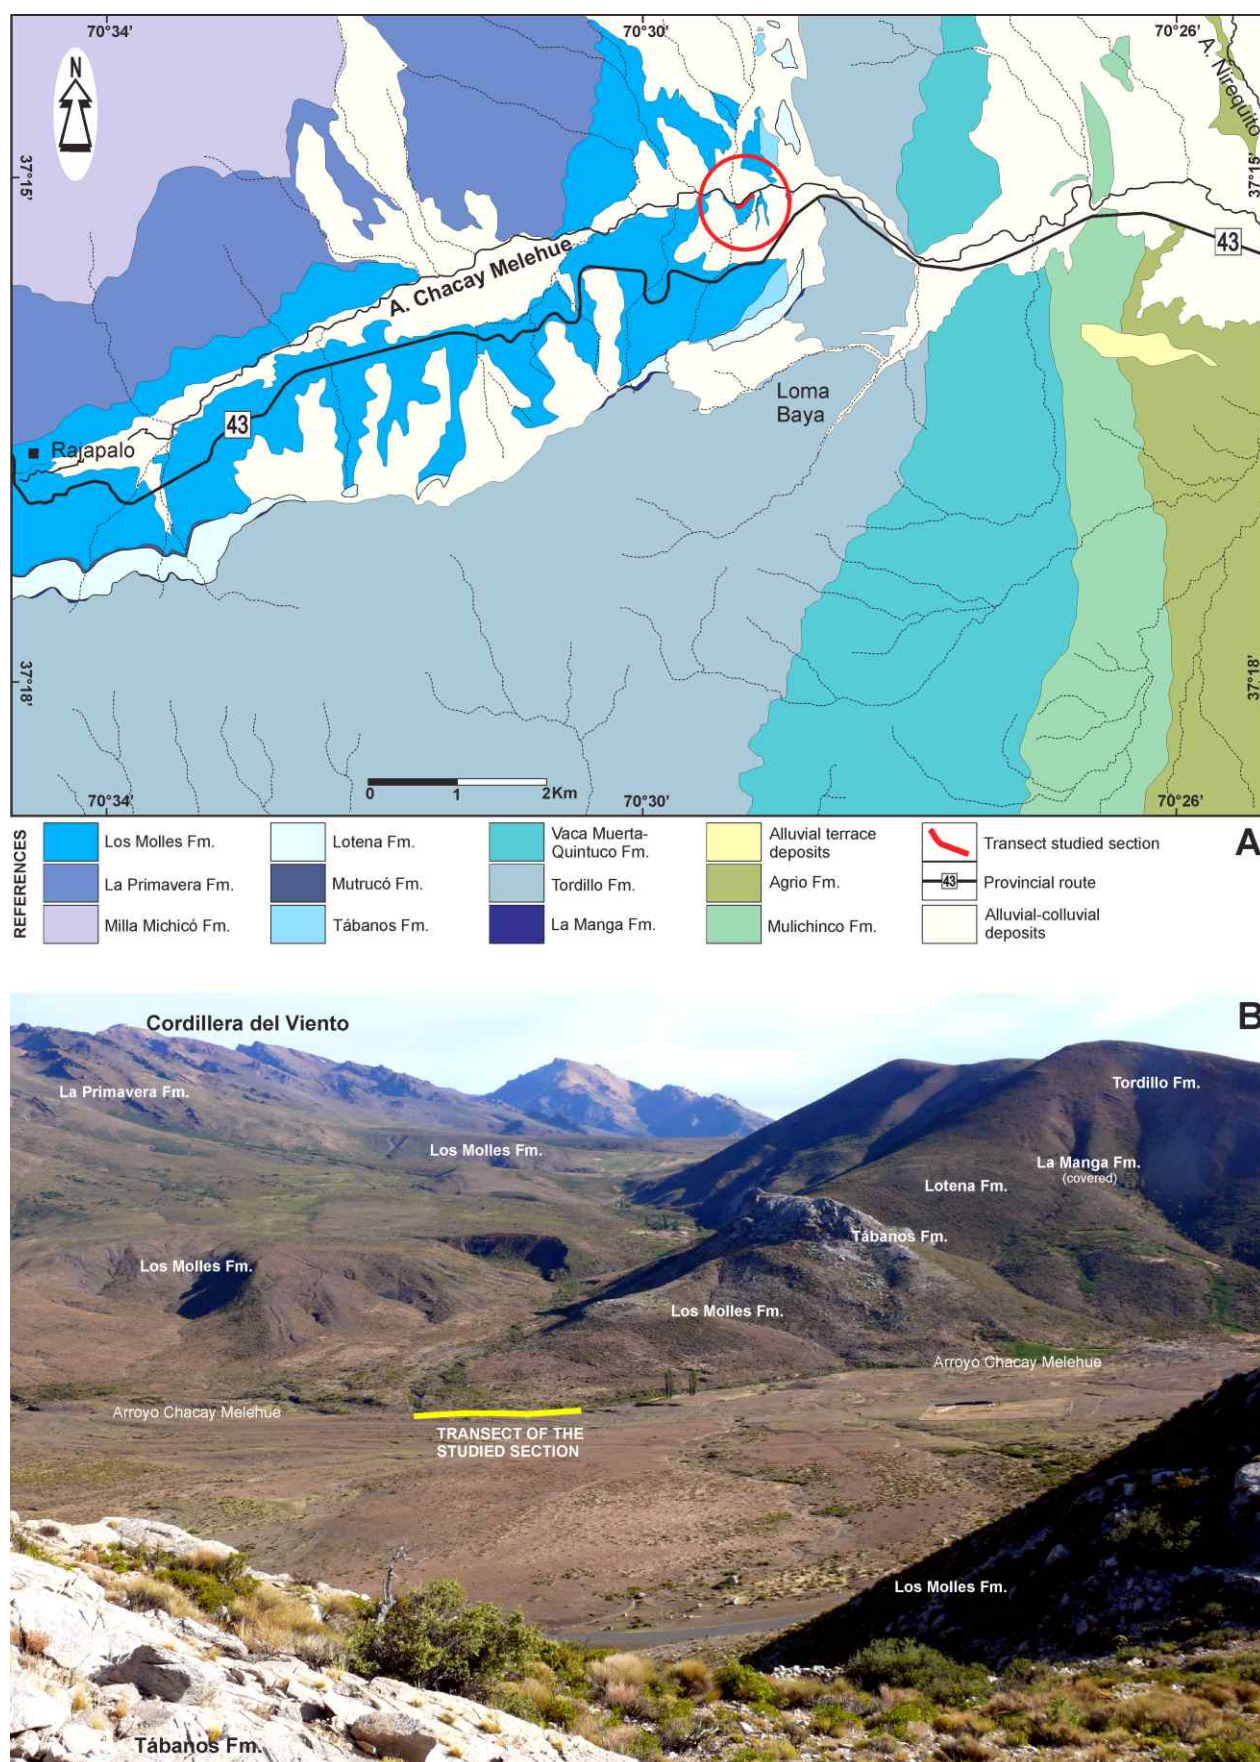 70°34'
70°30'
70°26'
N
A. Ñirequito
37°15'
37°15'
A. Chacay Melehue
43
Loma
Baya
43
Rajapalo
37°18'
37°18'
0 1 2Km
70°34'
70°30'
70°26'
REFERENCES
Los Molles Fm.
La Primavera Fm.
Milla Michicó Fm.
Lotena Fm.
Mutrucó Fm.
Tábanos Fm.
Vaca Muerta-
Quintuco Fm.
Tordillo Fm.
La Manga Fm.
Alluvial terrace
deposits
Agrio Fm.
Mulichinco Fm.
Transect studied section
43
Provincial route
Alluvial-colluvial
deposits
A
B
Cordillera del Viento
La Primavera Fm.
Tordillo Fm.
Los Molles Fm.
La Manga Fm.
(covered)
Lotena Fm.
Tábanos Fm.
Los Molles Fm.
Los Molles Fm.
Arroyo Chacay Melehue
Arroyo Chacay Melehue
TRANSECT OF THE
STUDIED SECTION
Los Molles Fm.
Tábanos Fm.